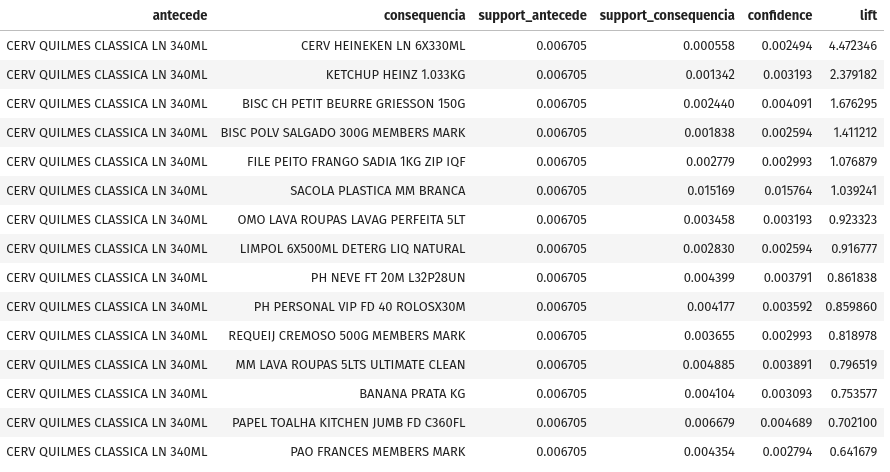 antecede consequencia support_antecede support_consequencia confidence lift
CERV QUILMES CLASSICA LN 340ML CERV HEINEKEN LN 6X330ML 0.006705 0.000558 0.002494 4.472346
CERV QUILMES CLASSICA LN 340ML KETCHUP HEINZ 1.033KG 0.006705 0.001342 0.003193 2.379182
CERV QUILMES CLASSICA LN 340ML BISC CH PETIT BEURRE GRIESSON 150G 0.006705 0.002440 0.004091 1.676295
CERV QUILMES CLASSICA LN 340ML BISC POLV SALGADO 300G MEMBERS MARK 0.006705 0.001838 0.002594 1.411212
CERV QUILMES CLASSICA LN 340ML FILE PEITO FRANGO SADIA 1KG ZIP IQF 0.006705 0.002779 0.002993 1.076879
CERV QUILMES CLASSICA LN 340ML SACOLA PLASTICA MM BRANCA 0.006705 0.015169 0.015764 1.039241
CERV QUILMES CLASSICA LN 340ML OMO LAVA ROUPAS LAVAG PERFEITA 5LT 0.006705 0.003458 0.003193 0.923323
CERV QUILMES CLASSICA LN 340ML LIMPOL 6X500ML DETERG LIQ NATURAL 0.006705 0.002830 0.002594 0.916777
CERV QUILMES CLASSICA LN 340ML PH NEVE FT 20M L32P28UN 0.006705 0.004399 0.003791 0.861838
CERV QUILMES CLASSICA LN 340ML PH PERSONAL VIP FD 40 ROLOSX30M 0.006705 0.004177 0.003592 0.859860
CERV QUILMES CLASSICA LN 340ML REQUEIJ CREMOSO 500G MEMBERS MARK 0.006705 0.003655 0.002993 0.818978
CERV QUILMES CLASSICA LN 340ML MM LAVA ROUPAS 5LTS ULTIMATE CLEAN 0.006705 0.004885 0.003891 0.796519
CERV QUILMES CLASSICA LN 340ML BANANA PRATA KG 0.006705 0.004104 0.003093 0.753577
CERV QUILMES CLASSICA LN 340ML PAPEL TOALHA KITCHEN JUMB FD C360FL 0.006705 0.006679 0.004689 0.702100
CERV QUILMES CLASSICA LN 340ML PAO FRANCES MEMBERS MARK 0.006705 0.004354 0.002794 0.641679